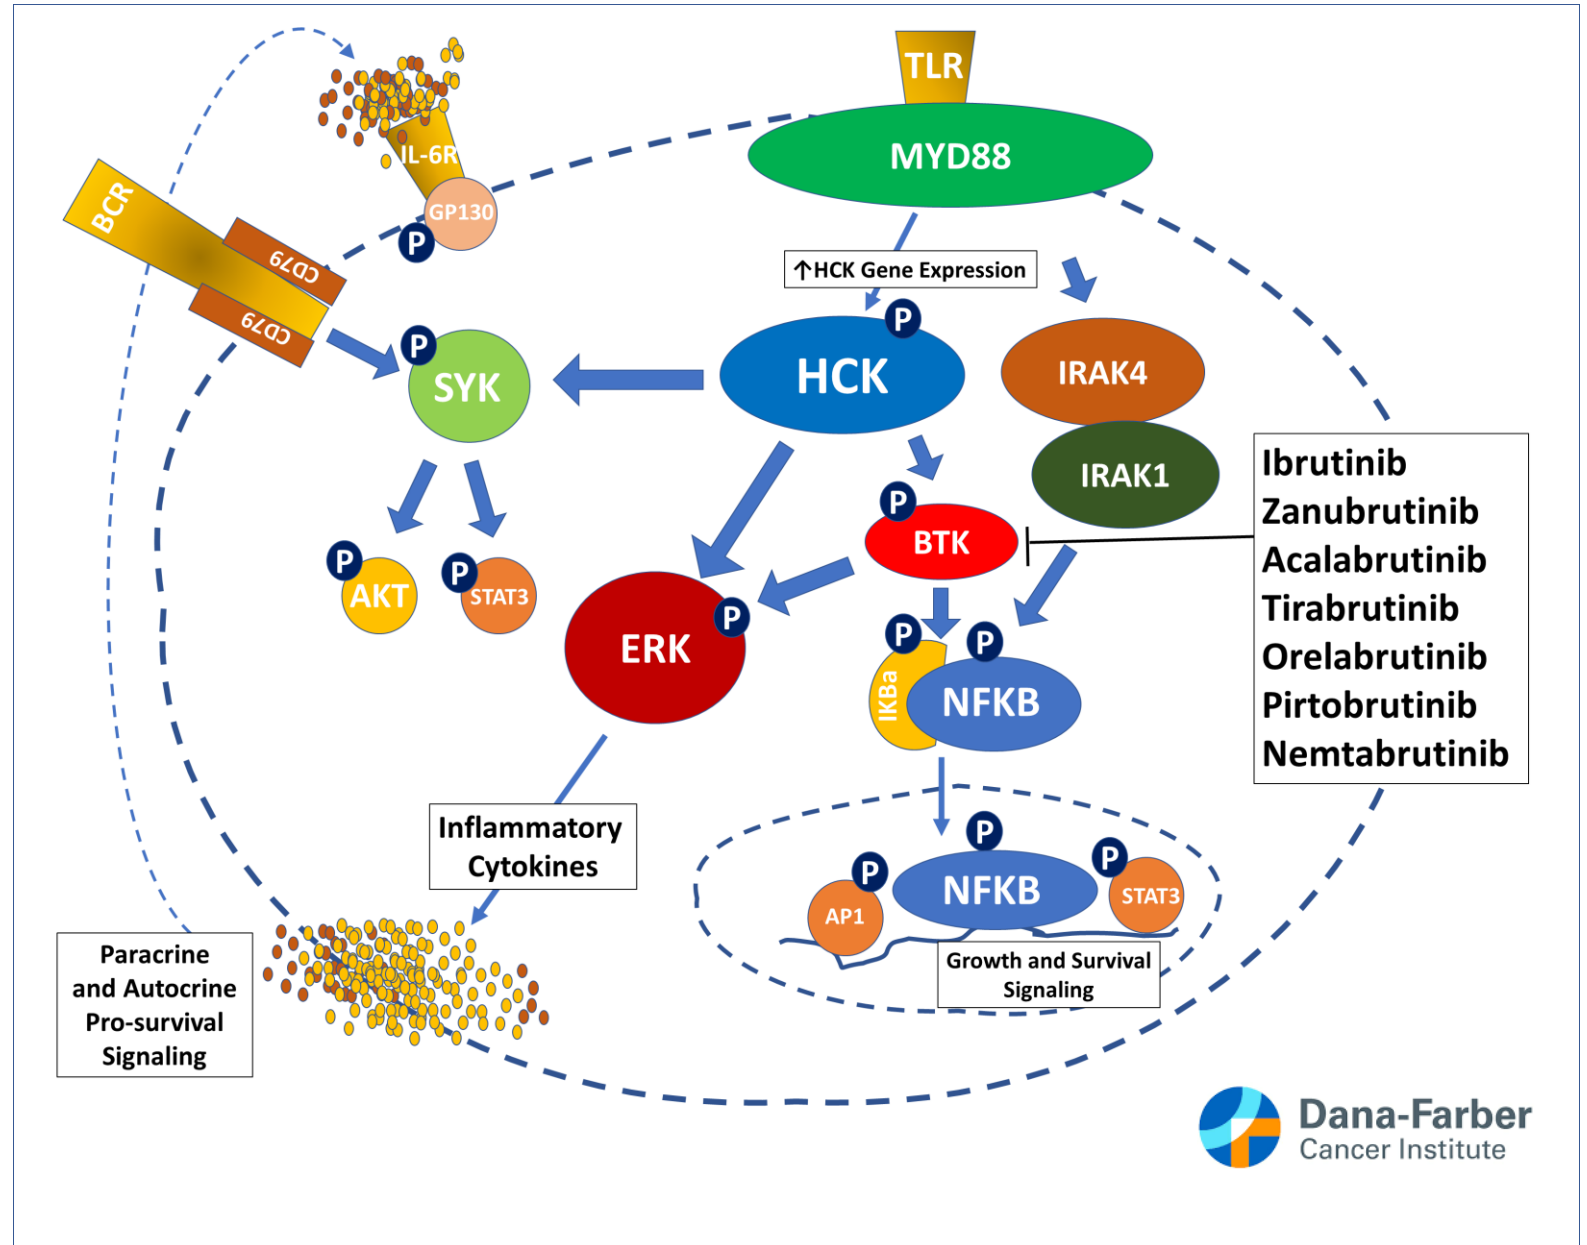 TLR
MYD88
IL-6R
GP130
P
BCR
CD79
CD79
↑HCK Gene Expression
P
HCK
P
SYK
IRAK4
IRAK1
P
BTK
Ibrutinib
Zanubrutinib
Acalabrutinib
Tirabrutinib
Orelabrutinib
Pirtobrutinib
Nemtabrutinib
P
AKT
P
STAT3
P
ERK
P
IKBa
P
NFKB
Inflammatory
Cytokines
P
AP1
P
NFKB
P
STAT3
Growth and Survival
Signaling
Paracrine
and Autocrine
Pro-survival
Signaling
Dana-Farber
Cancer Institute